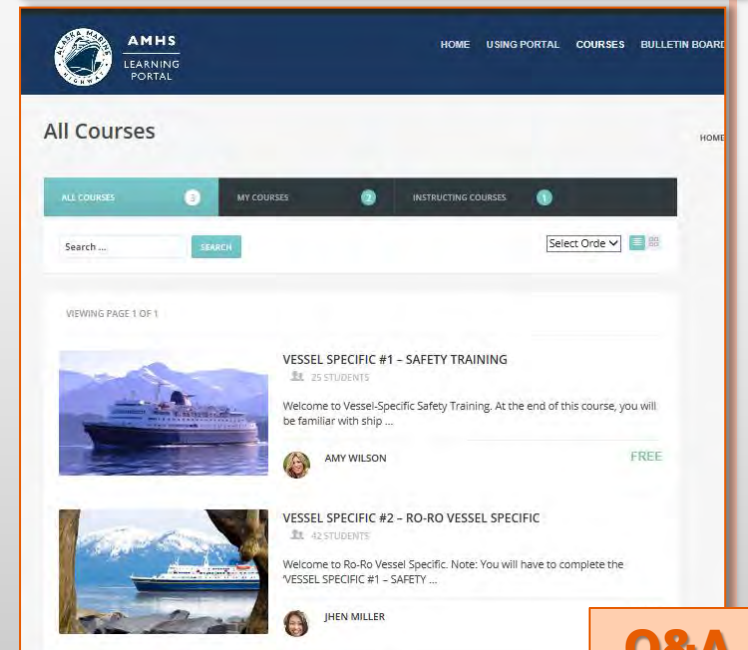 ALASKA MARINE
HIGHWAY
AMHS
LEARNING
PORTAL
HOME USING PORTAL COURSES BULLETIN BOARD
All Courses
HOME
ALL COURSES 3 MY COURSES 2 INSTRUCTING COURSES 1
Search ... SEARCH Select Orde
VIEWING PAGE 1 OF 1
VESSEL SPECIFIC #1 – SAFETY TRAINING
25 STUDENTS
Welcome to Vessel-Specific Safety Training. At the end of this course, you will
be familiar with ship ...
AMY WILSON FREE
VESSEL SPECIFIC #2 – RO-RO VESSEL SPECIFIC
42 STUDENTS
Welcome to Ro-Ro Vessel Specific. Note: You will have to complete the
'VESSEL SPECIFIC #1 – SAFETY ...
JHEN MILLER
Q&A